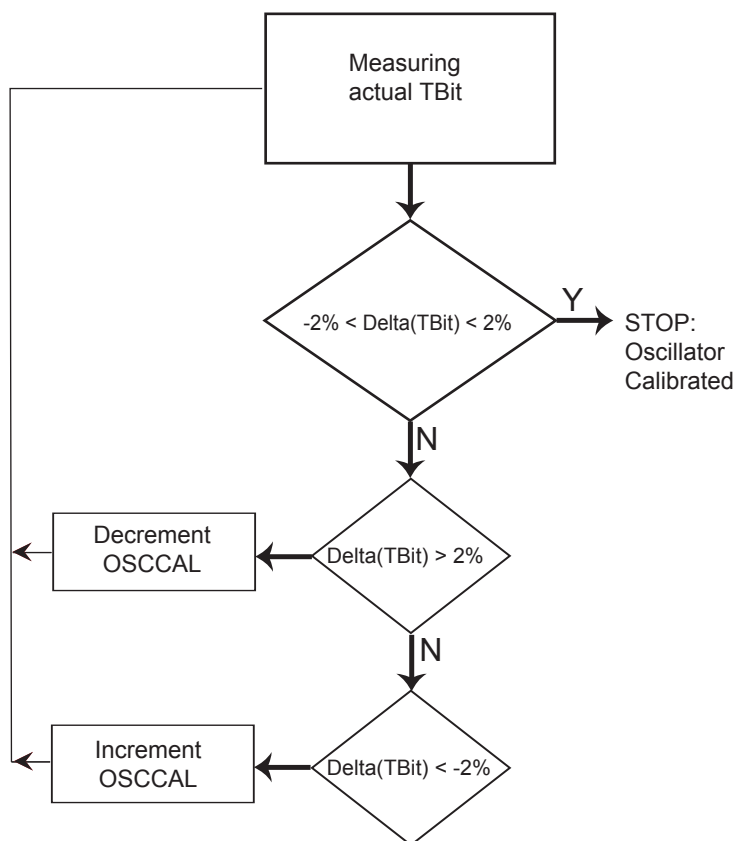 Measuring
actual TBit
-2% < Delta(TBit) < 2%
Y
STOP:
Oscillator
Calibrated
N
Decrement
OSCCAL
Delta(TBit) > 2%
N
Increment
OSCCAL
Delta(TBit) < -2%